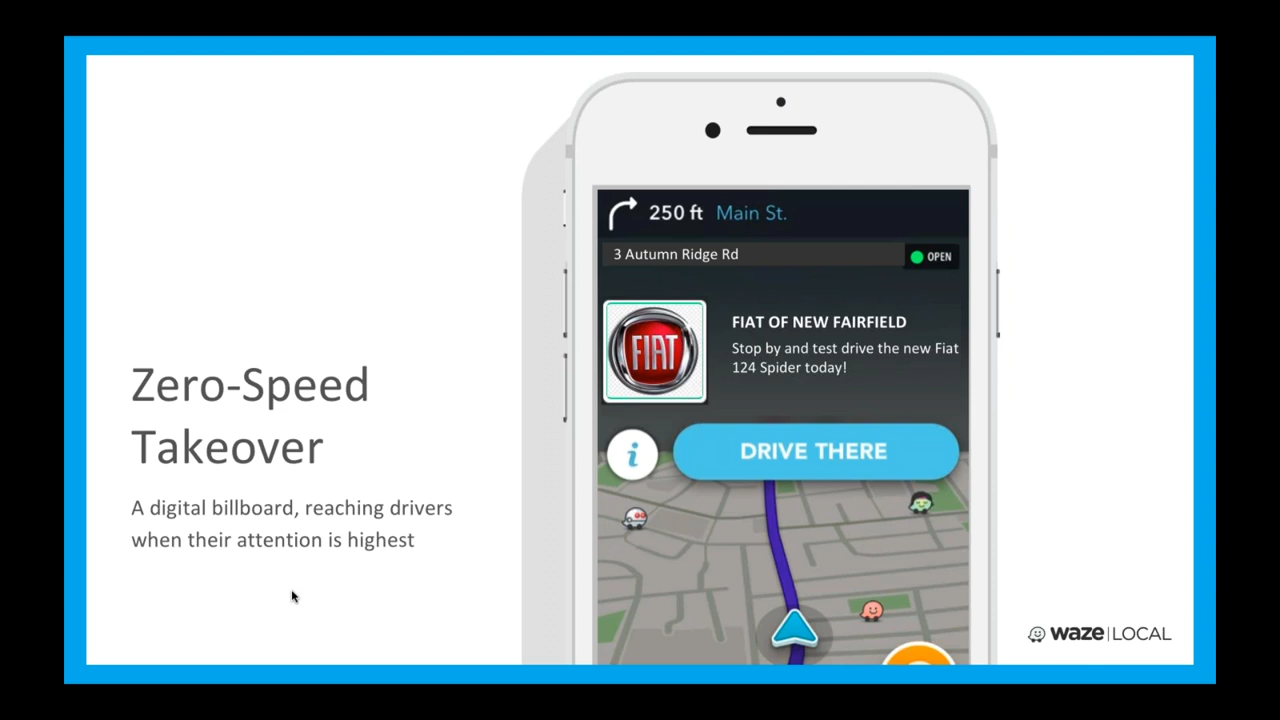 250 ft Main St.
3 Autumn Ridge Rd
OPEN
FIAT
FIAT OF NEW FAIRFIELD
Stop by and test drive the new Fiat
124 Spider today!
i
DRIVE THERE
Zero-Speed
Takeover
A digital billboard, reaching drivers
when their attention is highest
waze|LOCAL